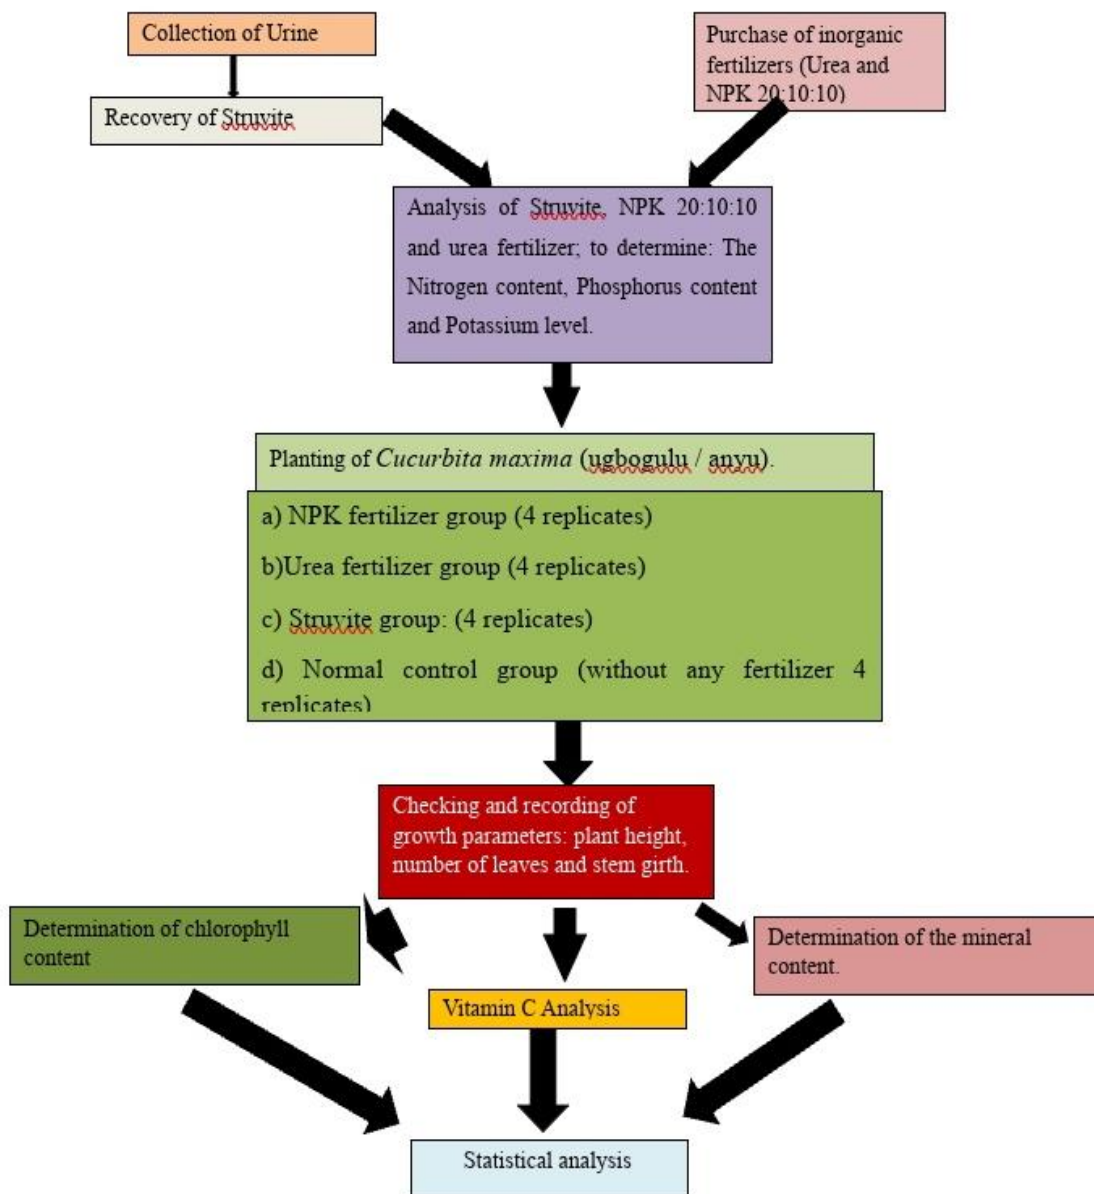 Collection of Urine
Purchase of inorganic
fertilizers (Urea and
NPK 20:10:10)
Recovery of Struvite
Analysis of Struvite, NPK 20:10:10
and urea fertilizer; to determine: The
Nitrogen content, Phosphorus content
and Potassium level.
Planting of Cucurbita maxima (ugbogulu / anyu).
a) NPK fertilizer group (4 replicates)
b)Urea fertilizer group (4 replicates)
c) Struvite group: (4 replicates)
d) Normal control group (without any fertilizer 4
replicates)
Checking and recording of
growth parameters: plant height,
number of leaves and stem girth.
Determination of chlorophyll
content
Determination of the mineral
content.
Vitamin C Analysis
Statistical analysis